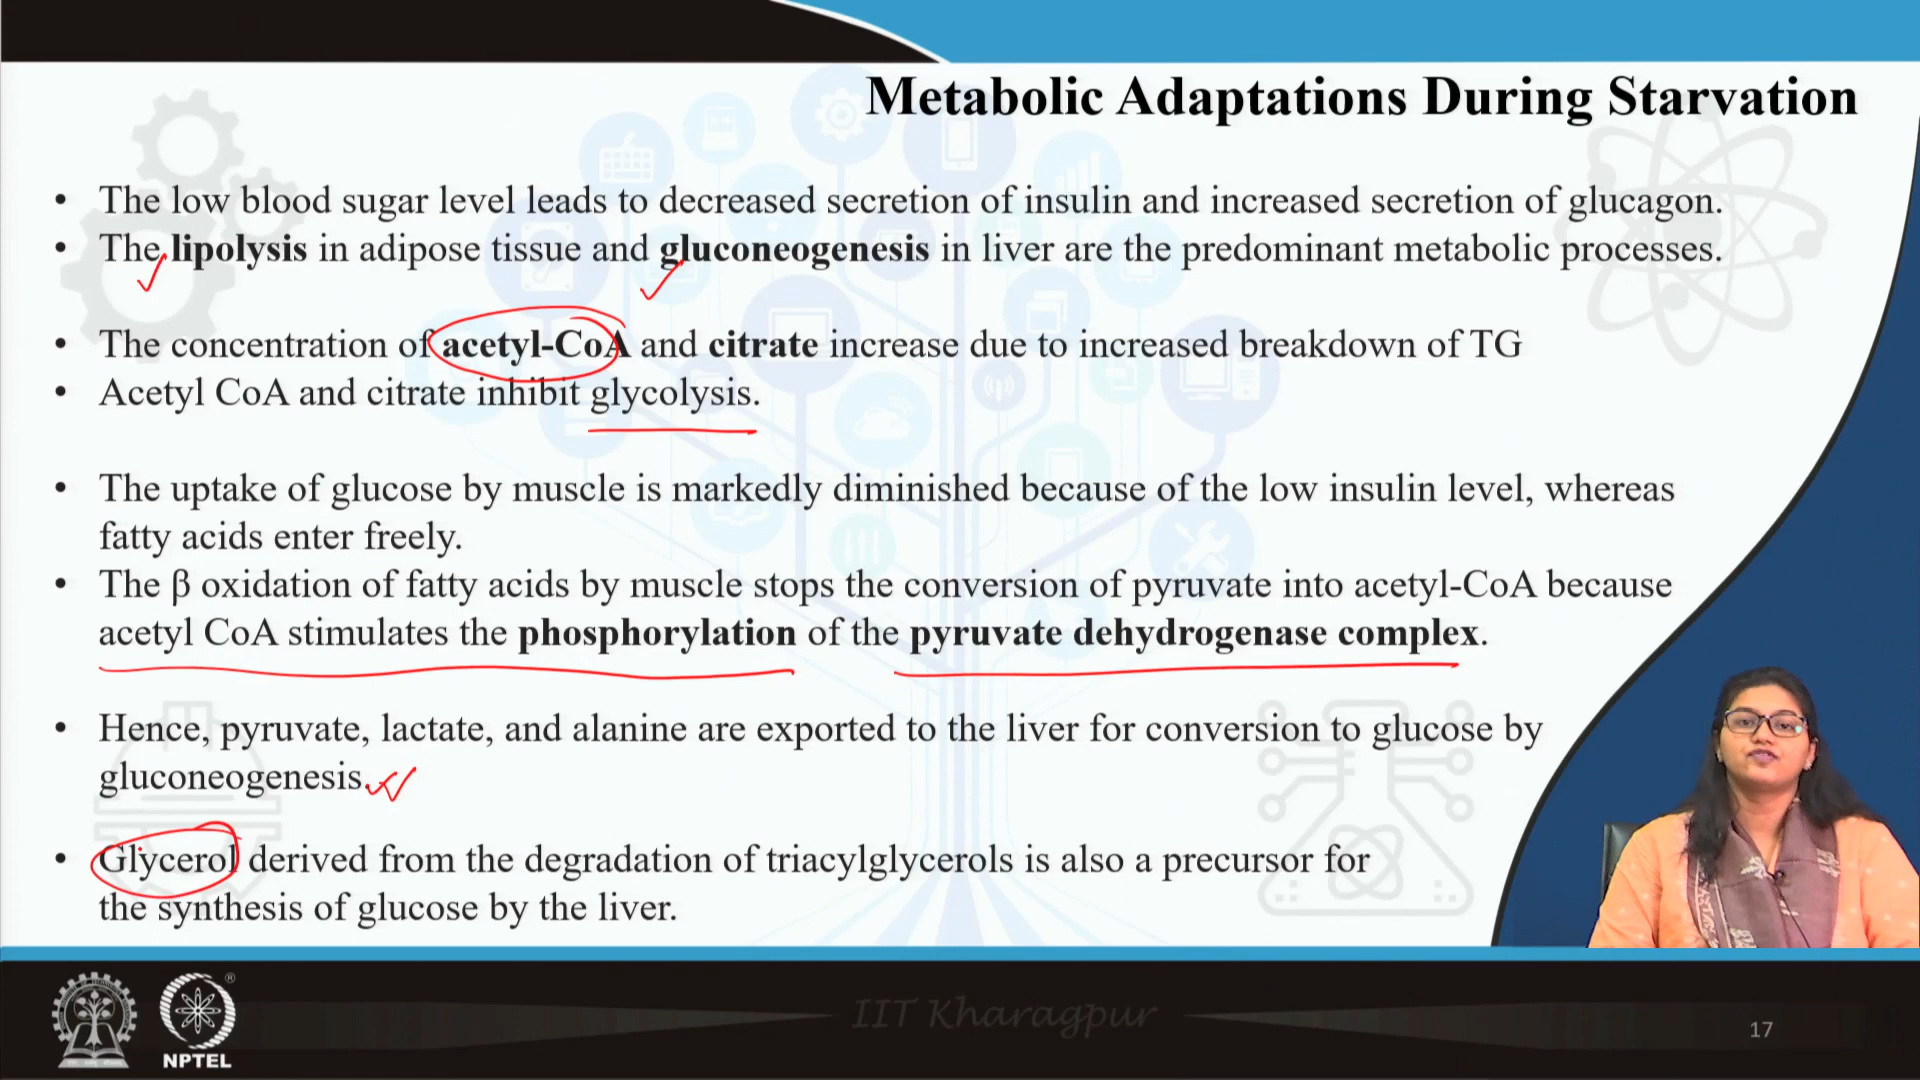 Metabolic Adaptations During Starvation
• The low blood sugar level leads to decreased secretion of insulin and increased secretion of glucagon.
• The lipolysis in adipose tissue and gluconeogenesis in liver are the predominant metabolic processes.
• The concentration of acetyl-CoA and citrate increase due to increased breakdown of TG
• Acetyl CoA and citrate inhibit glycolysis.
• The uptake of glucose by muscle is markedly diminished because of the low insulin level, whereas
fatty acids enter freely.
• The β oxidation of fatty acids by muscle stops the conversion of pyruvate into acetyl-CoA because
acetyl CoA stimulates the phosphorylation of the pyruvate dehydrogenase complex.
• Hence, pyruvate, lactate, and alanine are exported to the liver for conversion to glucose by
gluconeogenesis.
• Glycerol derived from the degradation of triacylglycerols is also a precursor for
the synthesis of glucose by the liver.
®
NPTEL
IIT Kharagpur
17